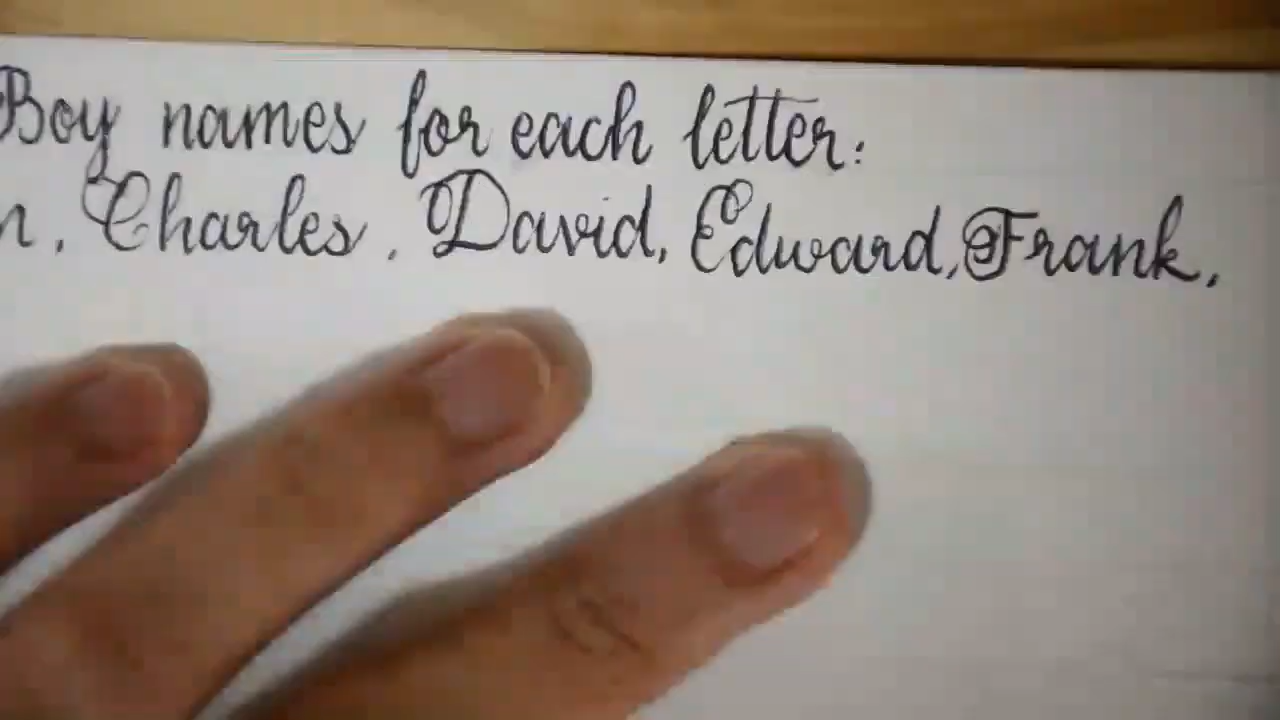 Boy names for each letter:
n, Charles, David, Edward, Frank,